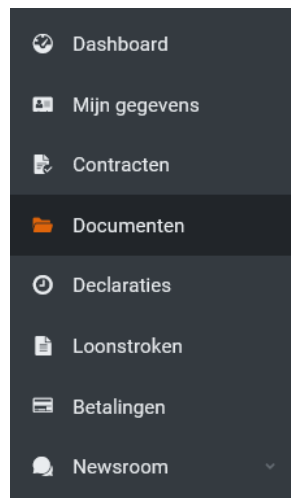 Dashboard
Mijn gegevens
Contracten
Documenten
Declaraties
Loonstroken
Betalingen
Newsroom